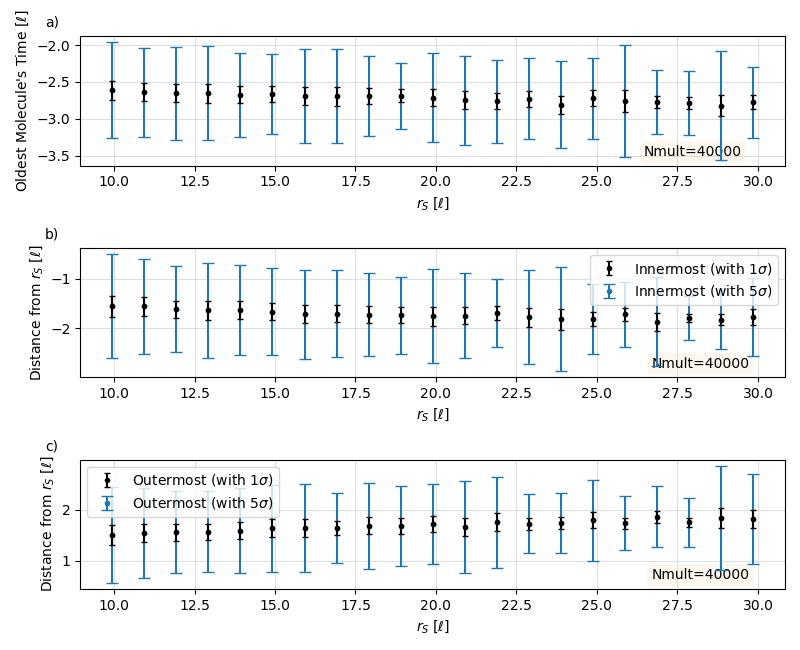 a)
Oldest Molecule's Time [ℓ]
−2.0
−2.5
−3.0
−3.5
Nmult=40000
10.0 12.5 15.0 17.5 20.0 22.5 25.0 27.5 30.0
r_S [ℓ]
b)
Distance from r_S [ℓ]
−1
−2
Innermost (with 1σ)
Innermost (with 5σ)
Nmult=40000
10.0 12.5 15.0 17.5 20.0 22.5 25.0 27.5 30.0
r_S [ℓ]
c)
Distance from r_S [ℓ]
2
1
Outermost (with 1σ)
Outermost (with 5σ)
Nmult=40000
10.0 12.5 15.0 17.5 20.0 22.5 25.0 27.5 30.0
r_S [ℓ]